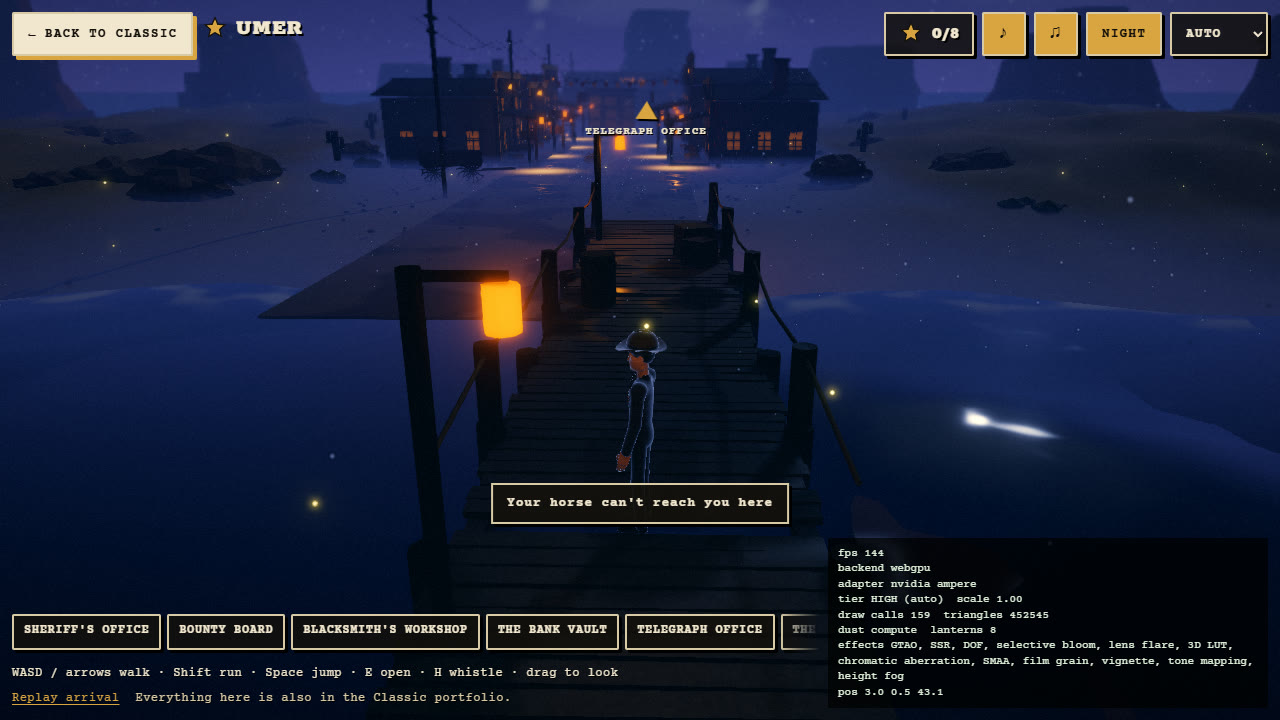 ← BACK TO CLASSIC
UMER
0/8
NIGHT
AUTO
TELEGRAPH OFFICE
Your horse can't reach you here
fps 144
backend webgpu
adapter nvidia ampere
tier HIGH (auto) scale 1.00
draw calls 159 triangles 452545
dust compute lanterns 8
effects GTAO, SSR, DOF, selective bloom, lens flare, 3D LUT,
chromatic aberration, SMAA, film grain, vignette, tone mapping,
height fog
pos 3.0 0.5 43.1
SHERIFF'S OFFICE
BOUNTY BOARD
BLACKSMITH'S WORKSHOP
THE BANK VAULT
TELEGRAPH OFFICE
THE
WASD / arrows walk · Shift run · Space jump · E open · H whistle · drag to look
Replay arrival Everything here is also in the Classic portfolio.